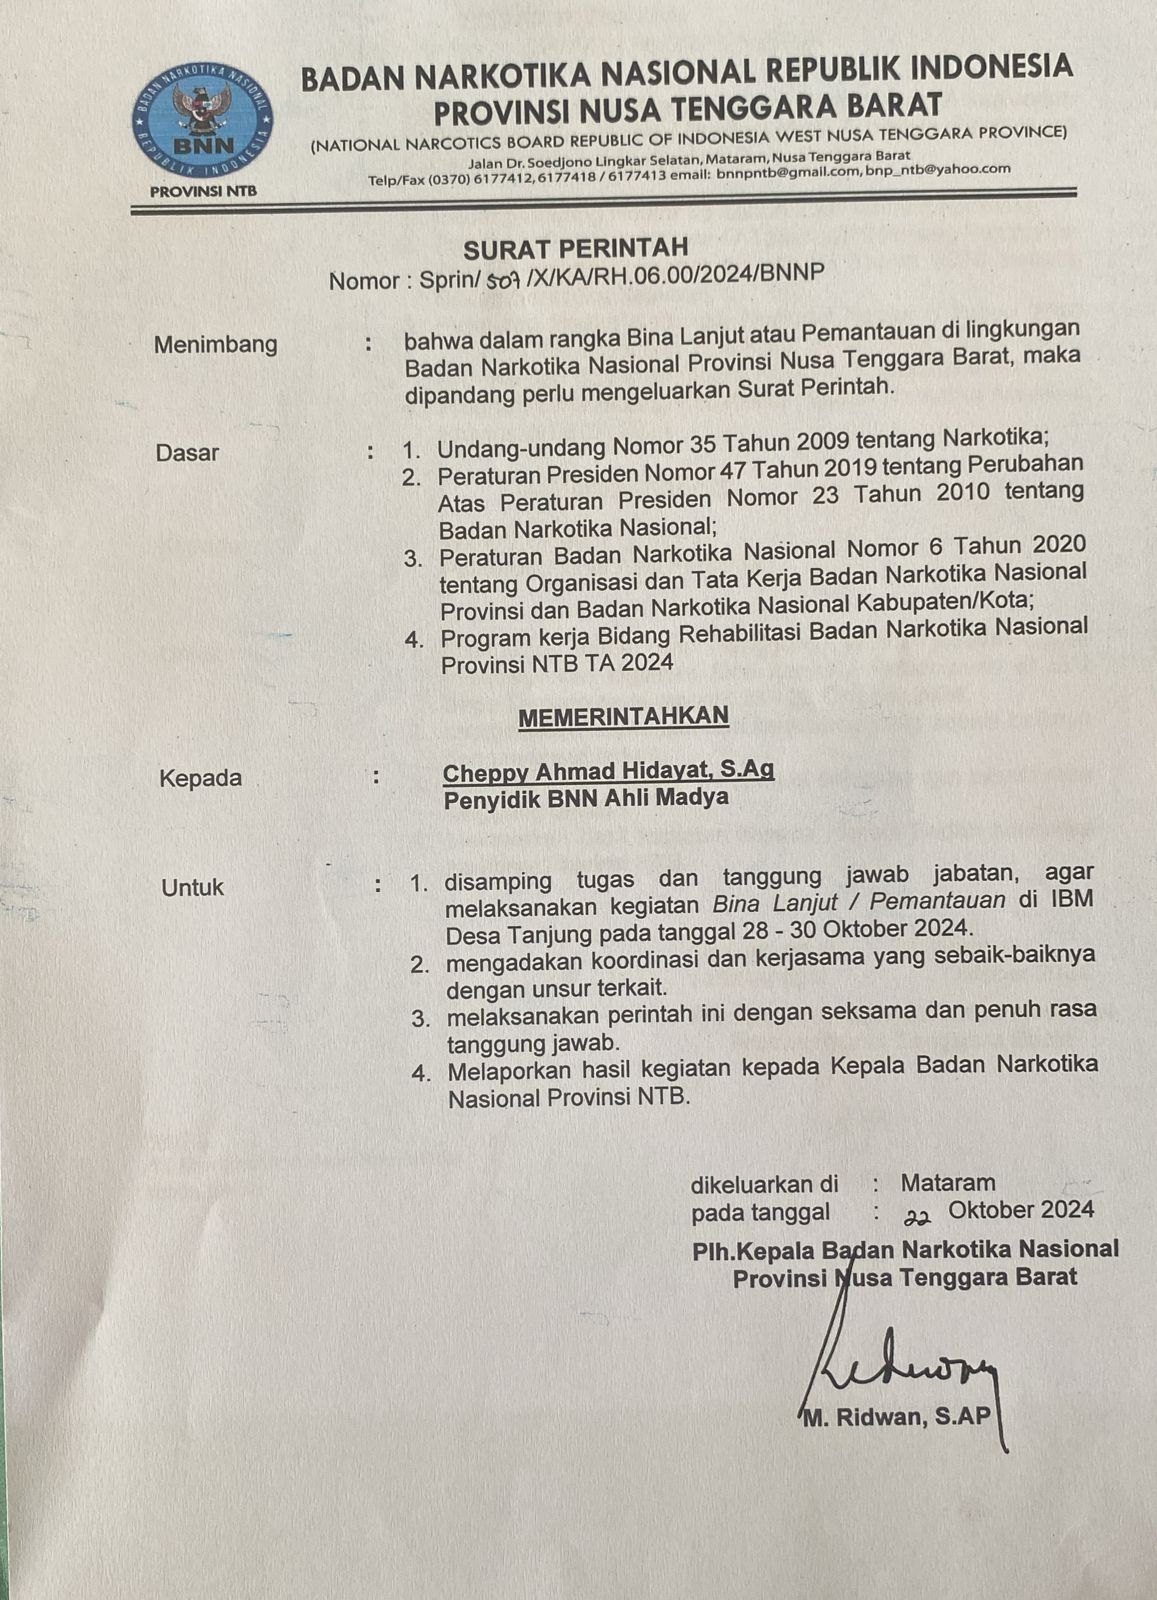 BADAN NARKOTIKA NASIONAL
REPUBLIK INDONESIA
BNN
PROVINSI NTB
BADAN NARKOTIKA NASIONAL REPUBLIK INDONESIA
PROVINSI NUSA TENGGARA BARAT
(NATIONAL NARCOTICS BOARD REPUBLIC OF INDONESIA WEST NUSA TENGGARA PROVINCE)
Jalan Dr. Soedjono Lingkar Selatan, Mataram, Nusa Tenggara Barat
Telp/Fax (0370) 6177412, 6177418 / 6177413 email: bnnpntb@gmail.com, bnp_ntb@yahoo.com
SURAT PERINTAH
Nomor : Sprin/ 507 /X/KA/RH.06.00/2024/BNNP
Menimbang : bahwa dalam rangka Bina Lanjut atau Pemantauan di lingkungan
Badan Narkotika Nasional Provinsi Nusa Tenggara Barat, maka
dipandang perlu mengeluarkan Surat Perintah.
Dasar : 1. Undang-undang Nomor 35 Tahun 2009 tentang Narkotika;
2. Peraturan Presiden Nomor 47 Tahun 2019 tentang Perubahan
Atas Peraturan Presiden Nomor 23 Tahun 2010 tentang
Badan Narkotika Nasional;
3. Peraturan Badan Narkotika Nasional Nomor 6 Tahun 2020
tentang Organisasi dan Tata Kerja Badan Narkotika Nasional
Provinsi dan Badan Narkotika Nasional Kabupaten/Kota;
4. Program kerja Bidang Rehabilitasi Badan Narkotika Nasional
Provinsi NTB TA 2024
MEMERINTAHKAN
Kepada : Cheppy Ahmad Hidayat, S.Ag
Penyidik BNN Ahli Madya
Untuk : 1. disamping tugas dan tanggung jawab jabatan, agar
melaksanakan kegiatan Bina Lanjut / Pemantauan di IBM
Desa Tanjung pada tanggal 28 - 30 Oktober 2024.
2. mengadakan koordinasi dan kerjasama yang sebaik-baiknya
dengan unsur terkait.
3. melaksanakan perintah ini dengan seksama dan penuh rasa
tanggung jawab.
4. Melaporkan hasil kegiatan kepada Kepala Badan Narkotika
Nasional Provinsi NTB.
dikeluarkan di : Mataram
pada tanggal : 22 Oktober 2024
Plh.Kepala Badan Narkotika Nasional
Provinsi Nusa Tenggara Barat
M. Ridwan, S.AP